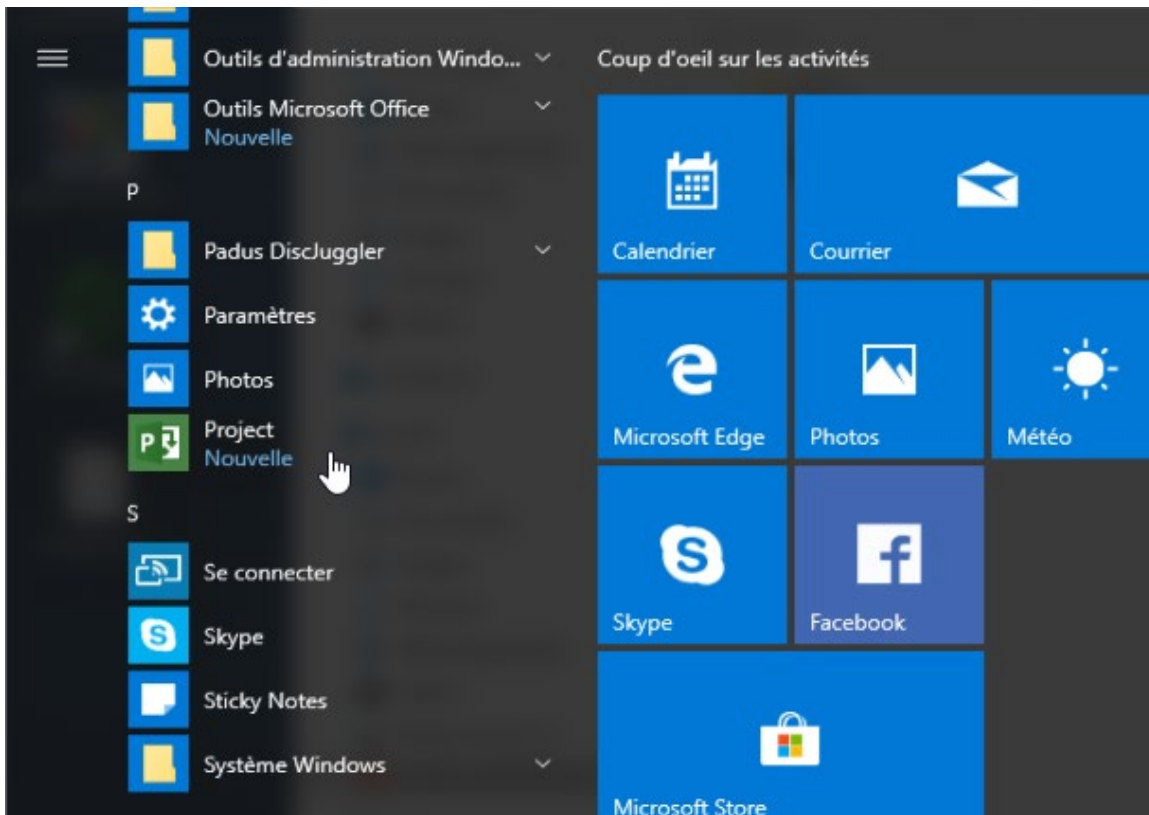 Outils d'administration Windo...
Outils Microsoft Office
Nouvelle
P
Padus DiscJuggler
Paramètres
Photos
Project
Nouvelle
S
Se connecter
Skype
Sticky Notes
Système Windows
Coup d'oeil sur les activités
Calendrier
Courrier
Microsoft Edge
Photos
Météo
Skype
Facebook
Microsoft Store